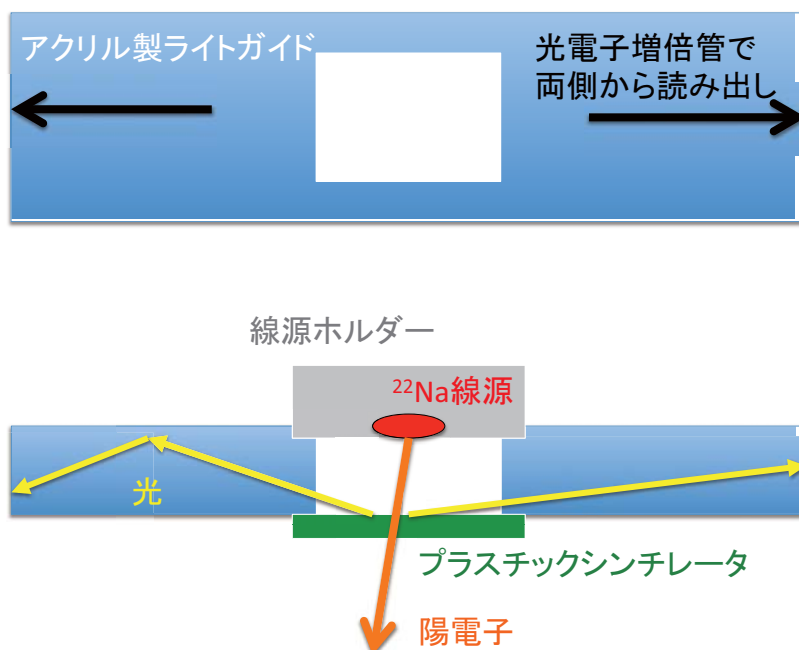 アクリル製ライトガイド
光電子増倍管で
両側から読み出し
線源ホルダー
²²Na線源
光
プラスチックシンチレータ
陽電子